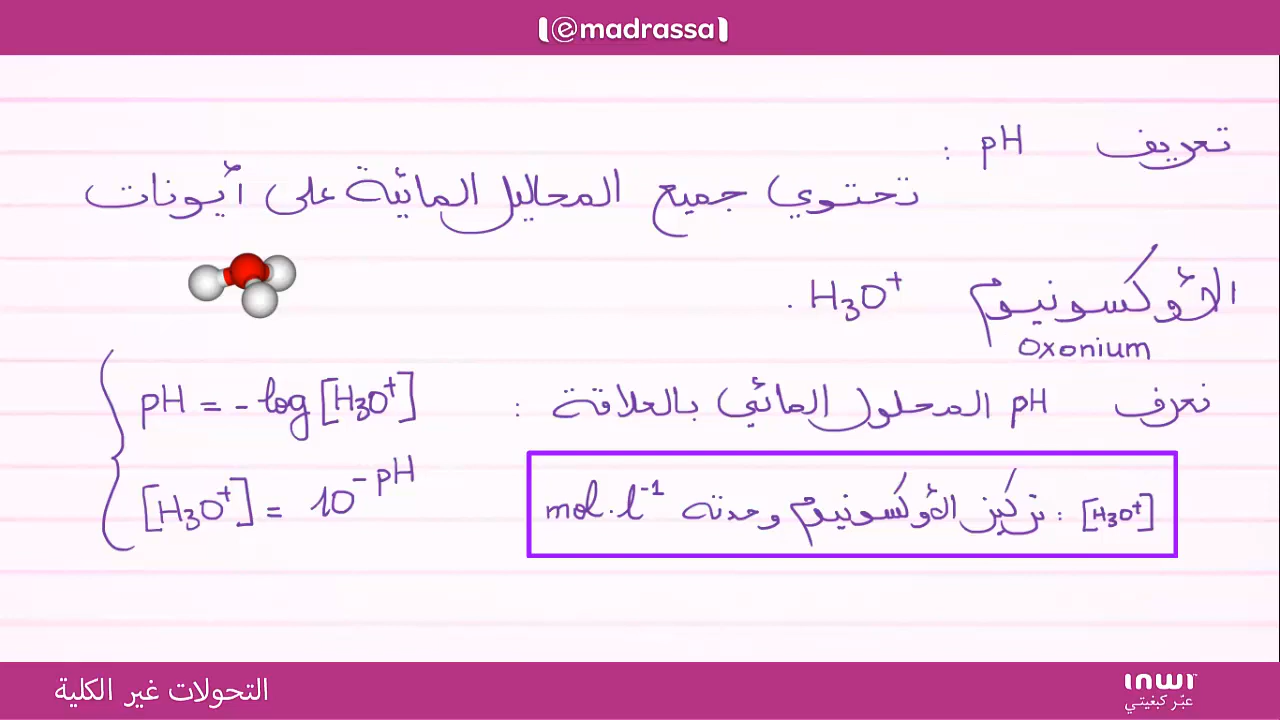 (e)madrassa
تعريف pH :
تحتوي جميع المحاليل المائية على أيونات
الأوكسونيوم H₃O⁺ .
oxonium
نعرف pH المحلول المائي بالعلاقة :
pH = - log [H₃O⁺]
[H₃O⁺] = 10^-pH
[H₃O⁺] : تركيز الأوكسونيوم وحدته mol.l⁻¹
التحولات غير الكلية
inwi
عبّر كبغيتي